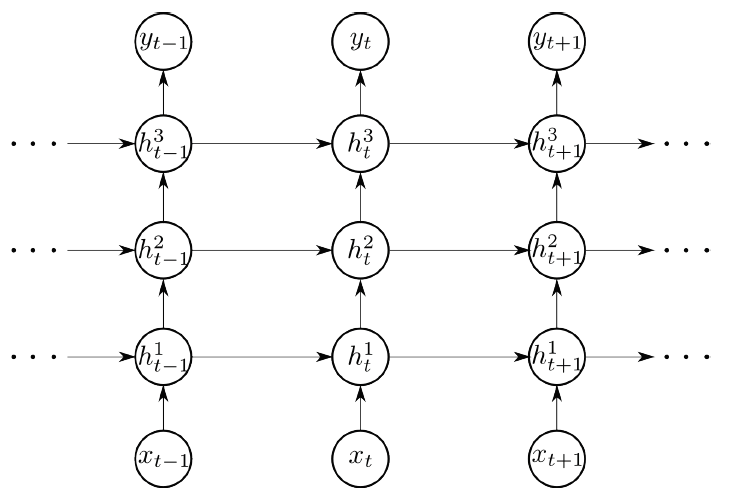 y_{t−1} y_t y_{t+1}
· · · h^3_{t−1} h^3_t h^3_{t+1} · · ·
· · · h^2_{t−1} h^2_t h^2_{t+1} · · ·
· · · h^1_{t−1} h^1_t h^1_{t+1} · · ·
x_{t−1} x_t x_{t+1}